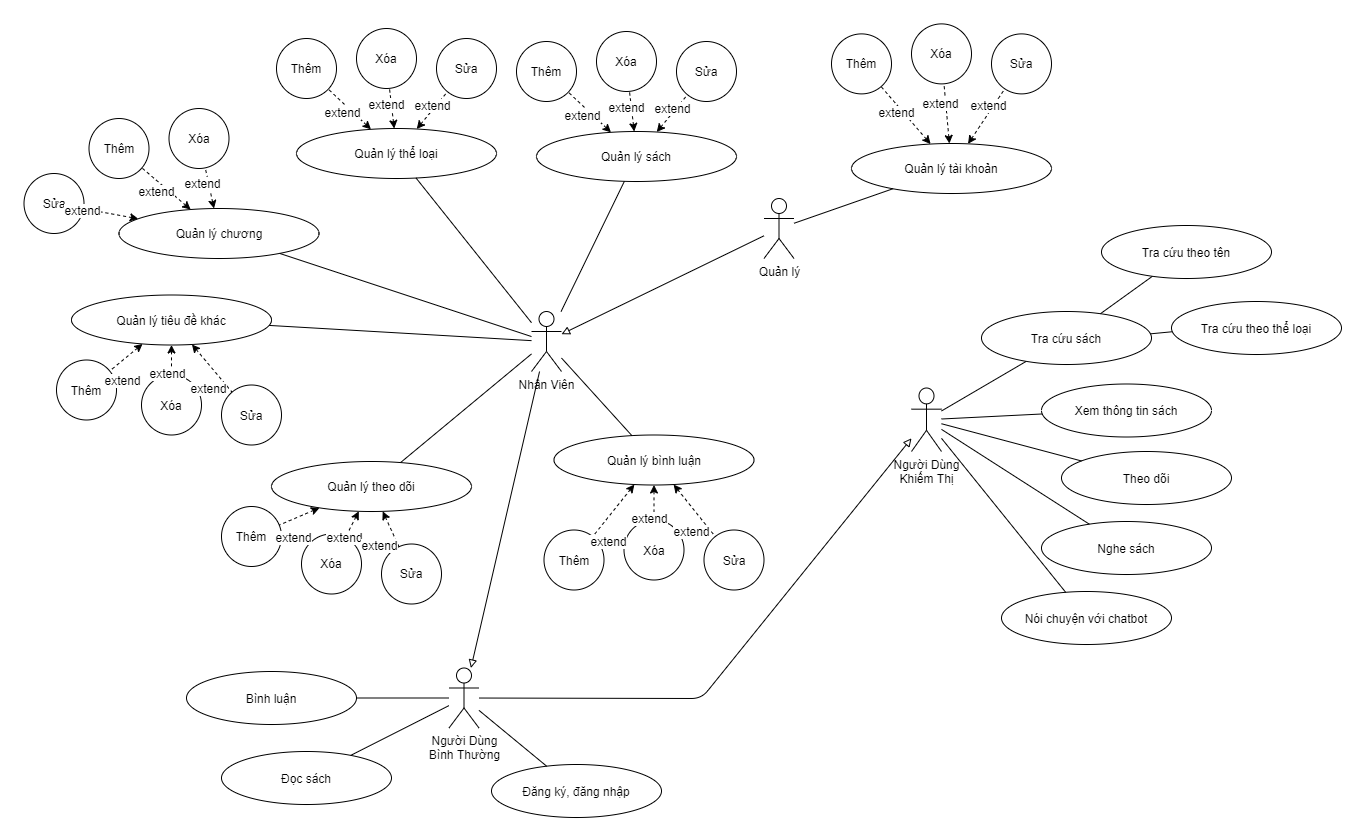 Thêm
Xóa
Sửa
extend
extend
extend
Quản lý thể loại
Thêm
Xóa
Sửa
extend
extend
extend
Quản lý sách
Thêm
Xóa
Sửa
extend
extend
extend
Quản lý tài khoản
Thêm
Xóa
Sửa
extend
extend
extend
Quản lý chương
Quản lý
Tra cứu theo tên
Tra cứu sách
Tra cứu theo thể loại
Quản lý tiêu đề khác
Thêm
Xóa
Sửa
extend
extend
extend
Nhân Viên
Xem thông tin sách
Người Dùng
Khiếm Thị
Theo dõi
Nghe sách
Nói chuyện với chatbot
Quản lý theo dõi
Thêm
Xóa
Sửa
extend
extend
extend
Quản lý bình luận
Thêm
Xóa
Sửa
extend
extend
extend
Bình luận
Người Dùng
Bình Thường
Đọc sách
Đăng ký, đăng nhập